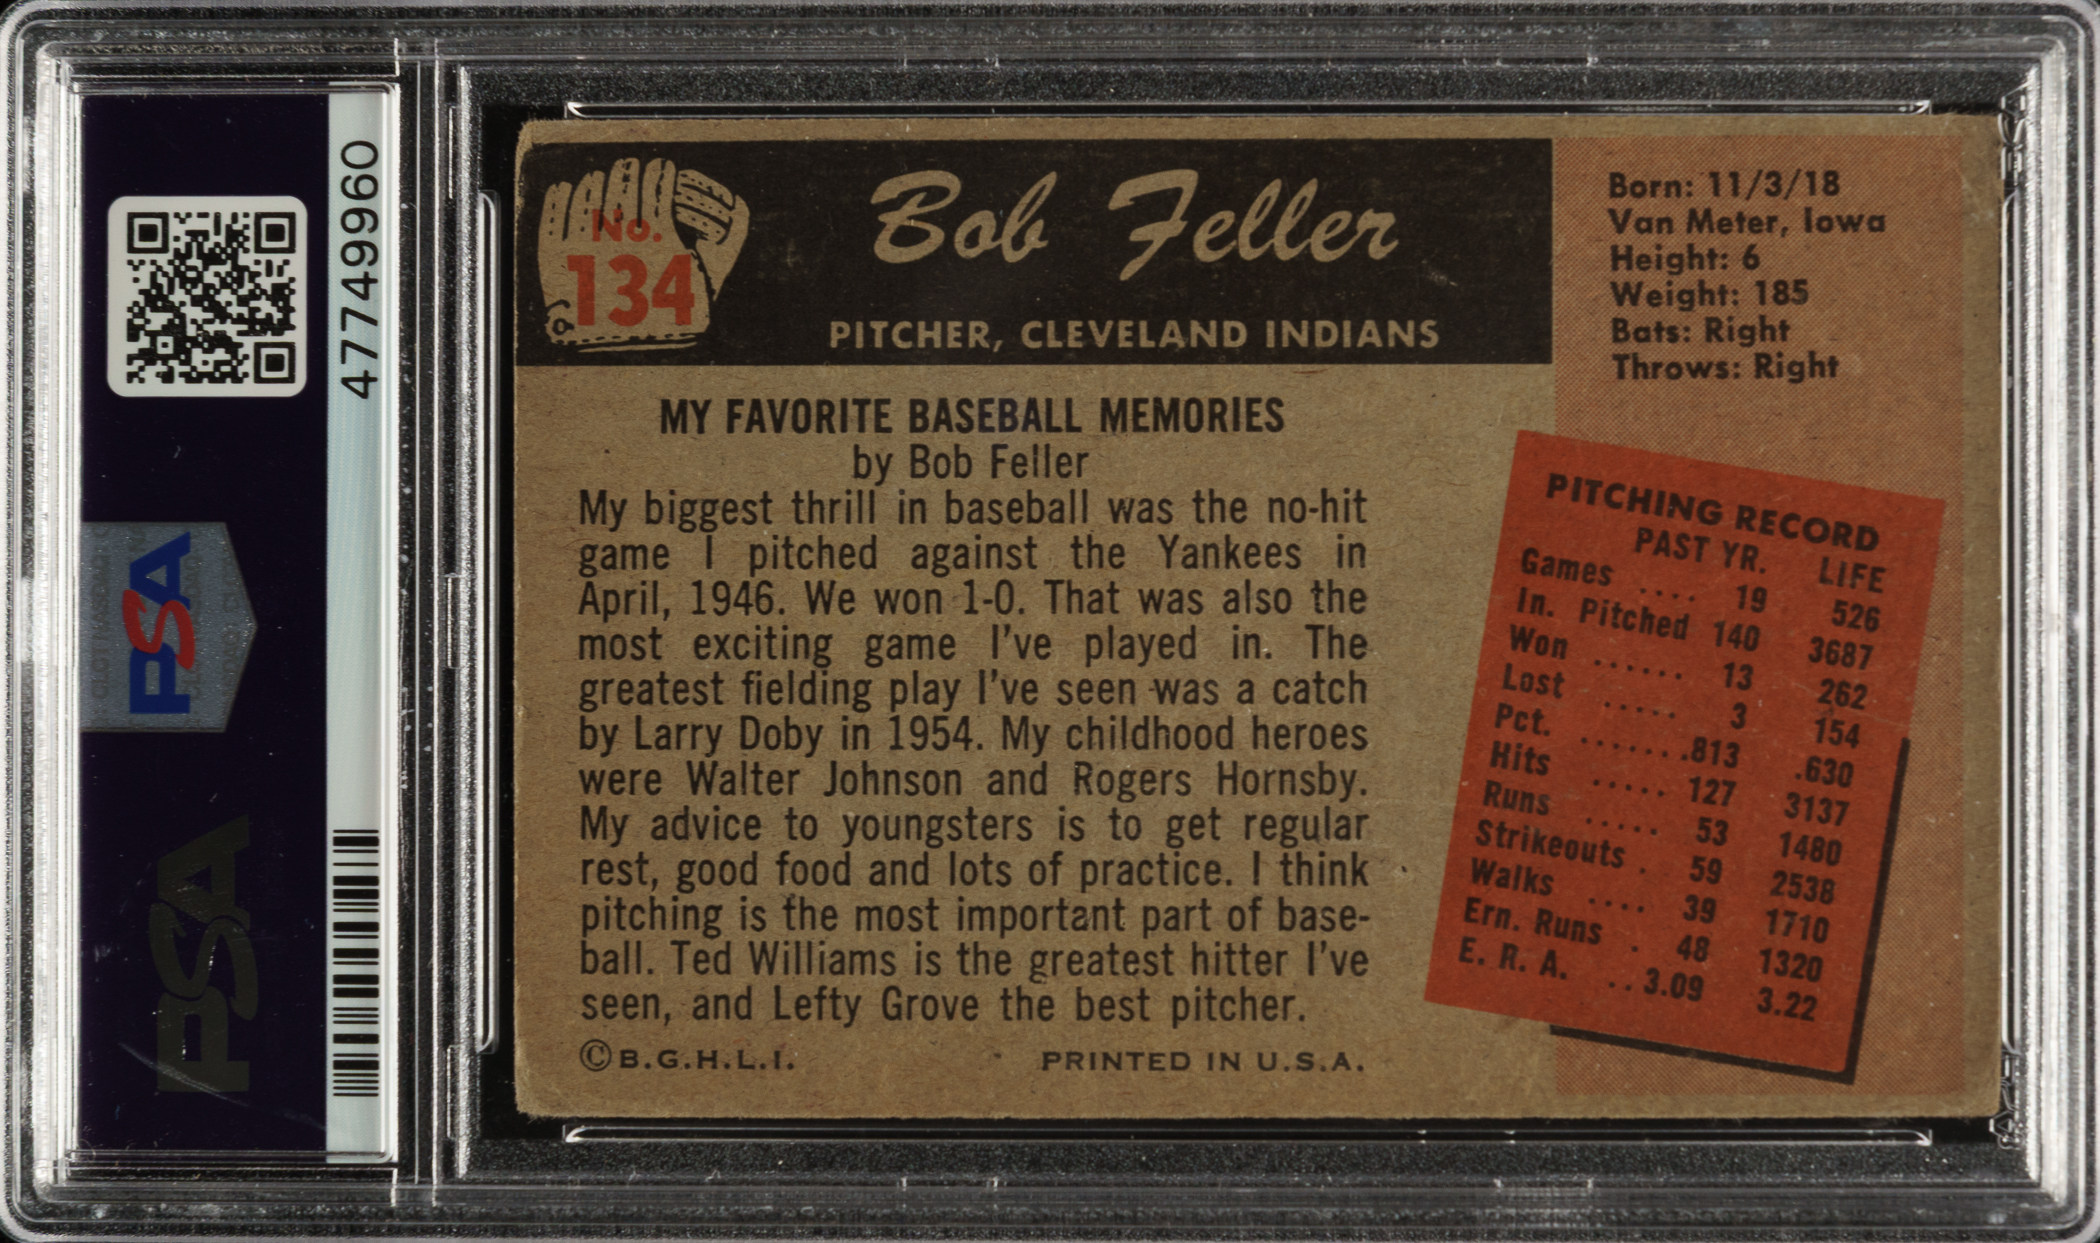 47749960
PSA
PSA
No.
134
Bob Feller
PITCHER, CLEVELAND INDIANS
Born: 11/3/18
Van Meter, Iowa
Height: 6
Weight: 185
Bats: Right
Throws: Right
MY FAVORITE BASEBALL MEMORIES
by Bob Feller
My biggest thrill in baseball was the no-hit
game I pitched against the Yankees in
April, 1946. We won 1-0. That was also the
most exciting game I've played in. The
greatest fielding play I've seen was a catch
by Larry Doby in 1954. My childhood heroes
were Walter Johnson and Rogers Hornsby.
My advice to youngsters is to get regular
rest, good food and lots of practice. I think
pitching is the most important part of base-
ball. Ted Williams is the greatest hitter I've
seen, and Lefty Grove the best pitcher.
©B.G.H.L.I. PRINTED IN U.S.A.
PITCHING RECORD
PAST YR. LIFE
Games .... 19 526
In. Pitched 140 3687
Won ...... 13 262
Lost ..... 3 154
Pct. .......813 .630
Hits ..... 127 3137
Runs ..... 53 1480
Strikeouts . 59 2538
Walks .... 39 1710
Ern. Runs . 48 1320
E. R. A. ..3.09 3.22